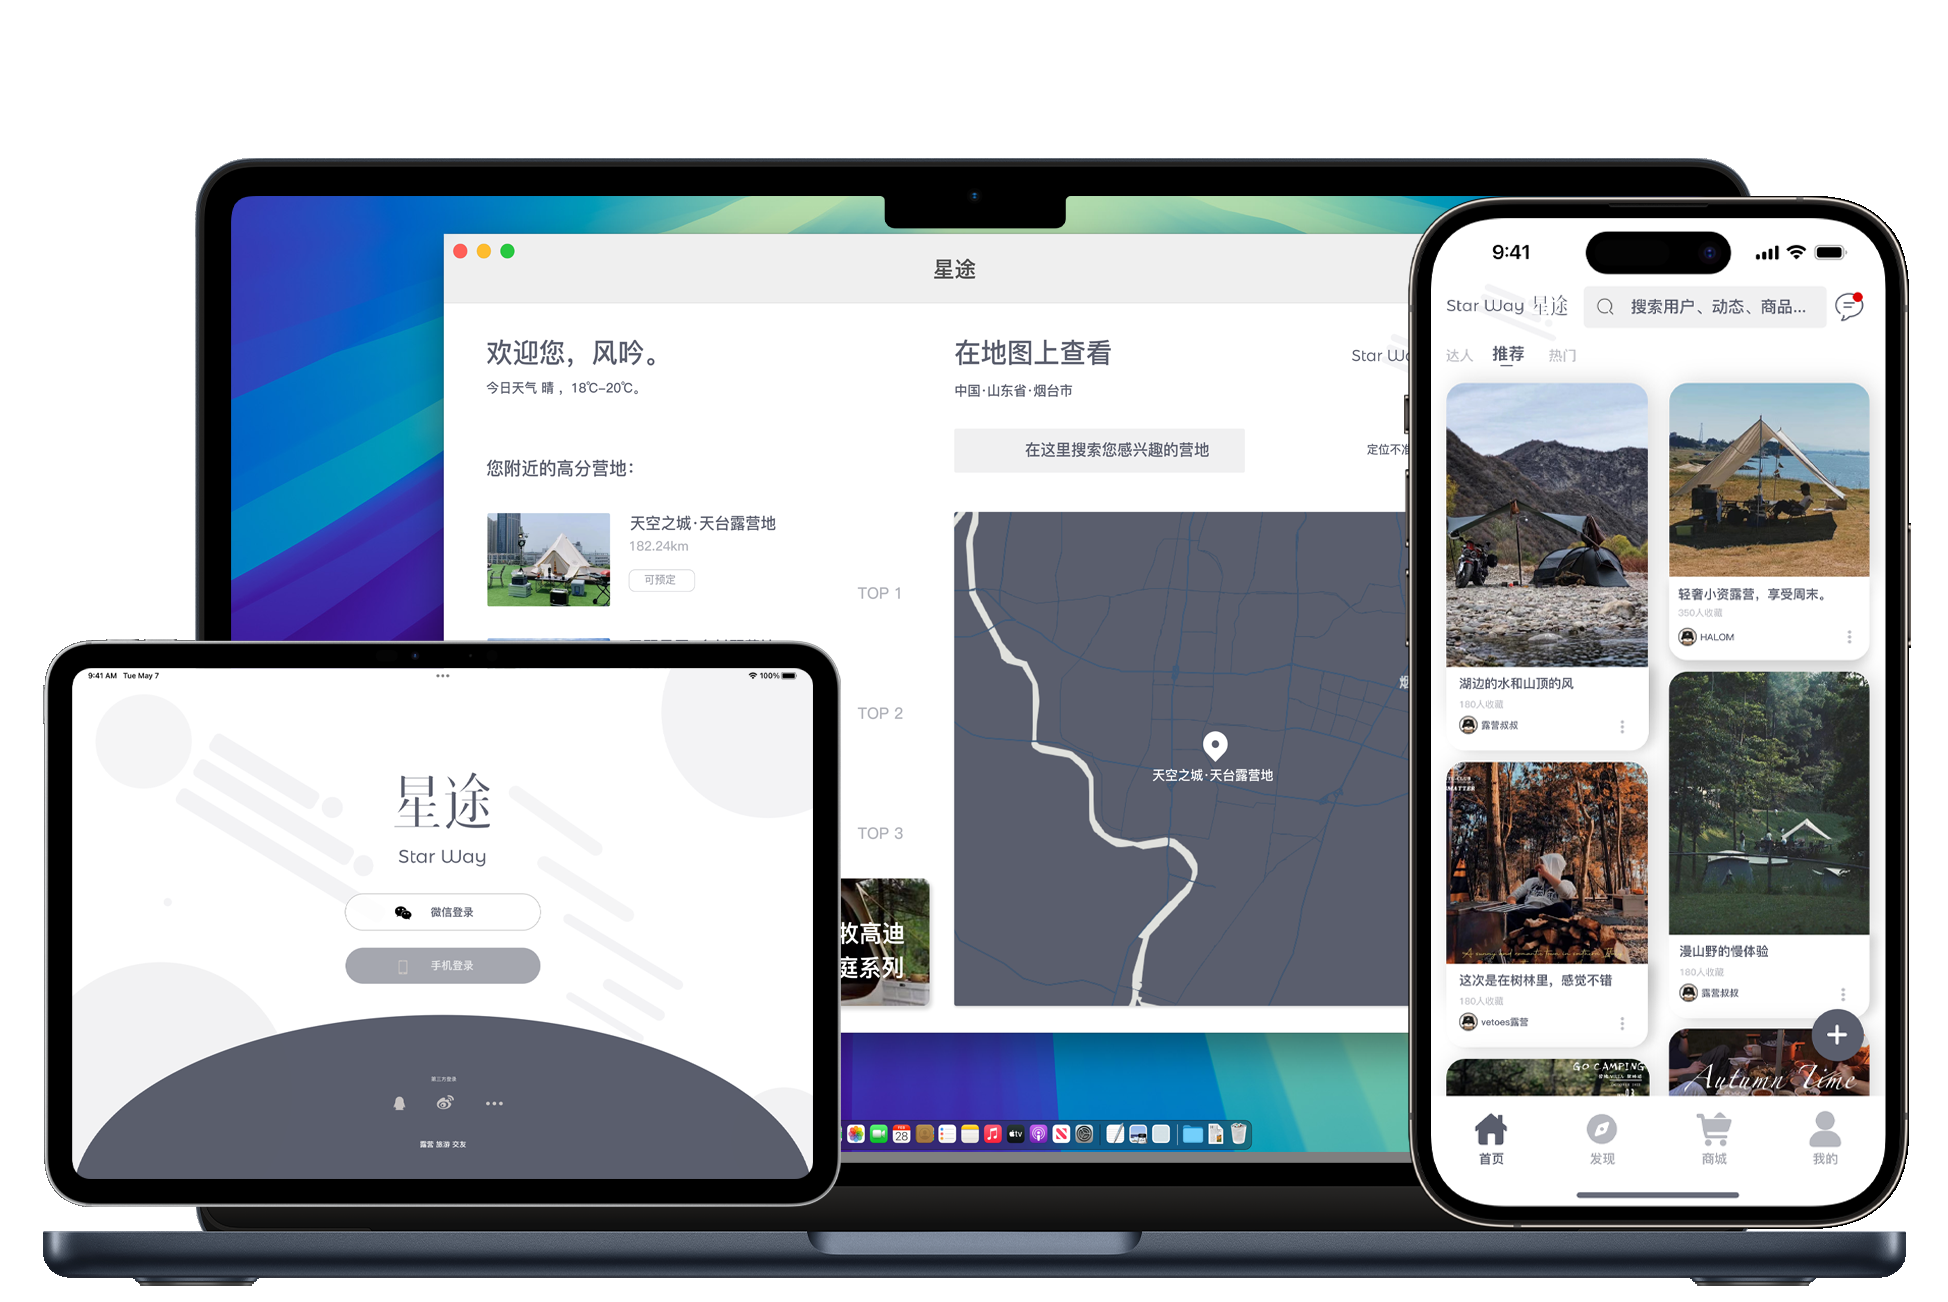 星途
欢迎您，风吟。
今日天气 晴 ，18℃-20℃。
您附近的高分营地：
天空之城·天台露营地
182.24km
可预定
TOP 1
TOP 2
TOP 3
牧高迪
庭系列
在地图上查看
中国·山东省·烟台市
Star
在这里搜索您感兴趣的营地
定位不准
天空之城·天台露营地
FEB
28
tv
9:41 AM Tue May 7
100%
星途
Star Way
微信登录
手机登录
第三方登录
露营 旅游 交友
9:41
Star Way 星途
搜索用户、动态、商品...
达人 推荐 热门
湖边的水和山顶的风
180人收藏
露营叔叔
轻奢小资露营，享受周末。
350人收藏
HALOM
MATTER
这次是在树林里，感觉不错
180人收藏
vetoes露营
漫山野的慢体验
180人收藏
露营叔叔
GO CAMPING
Autumn Time
首页
发现
商城
我的